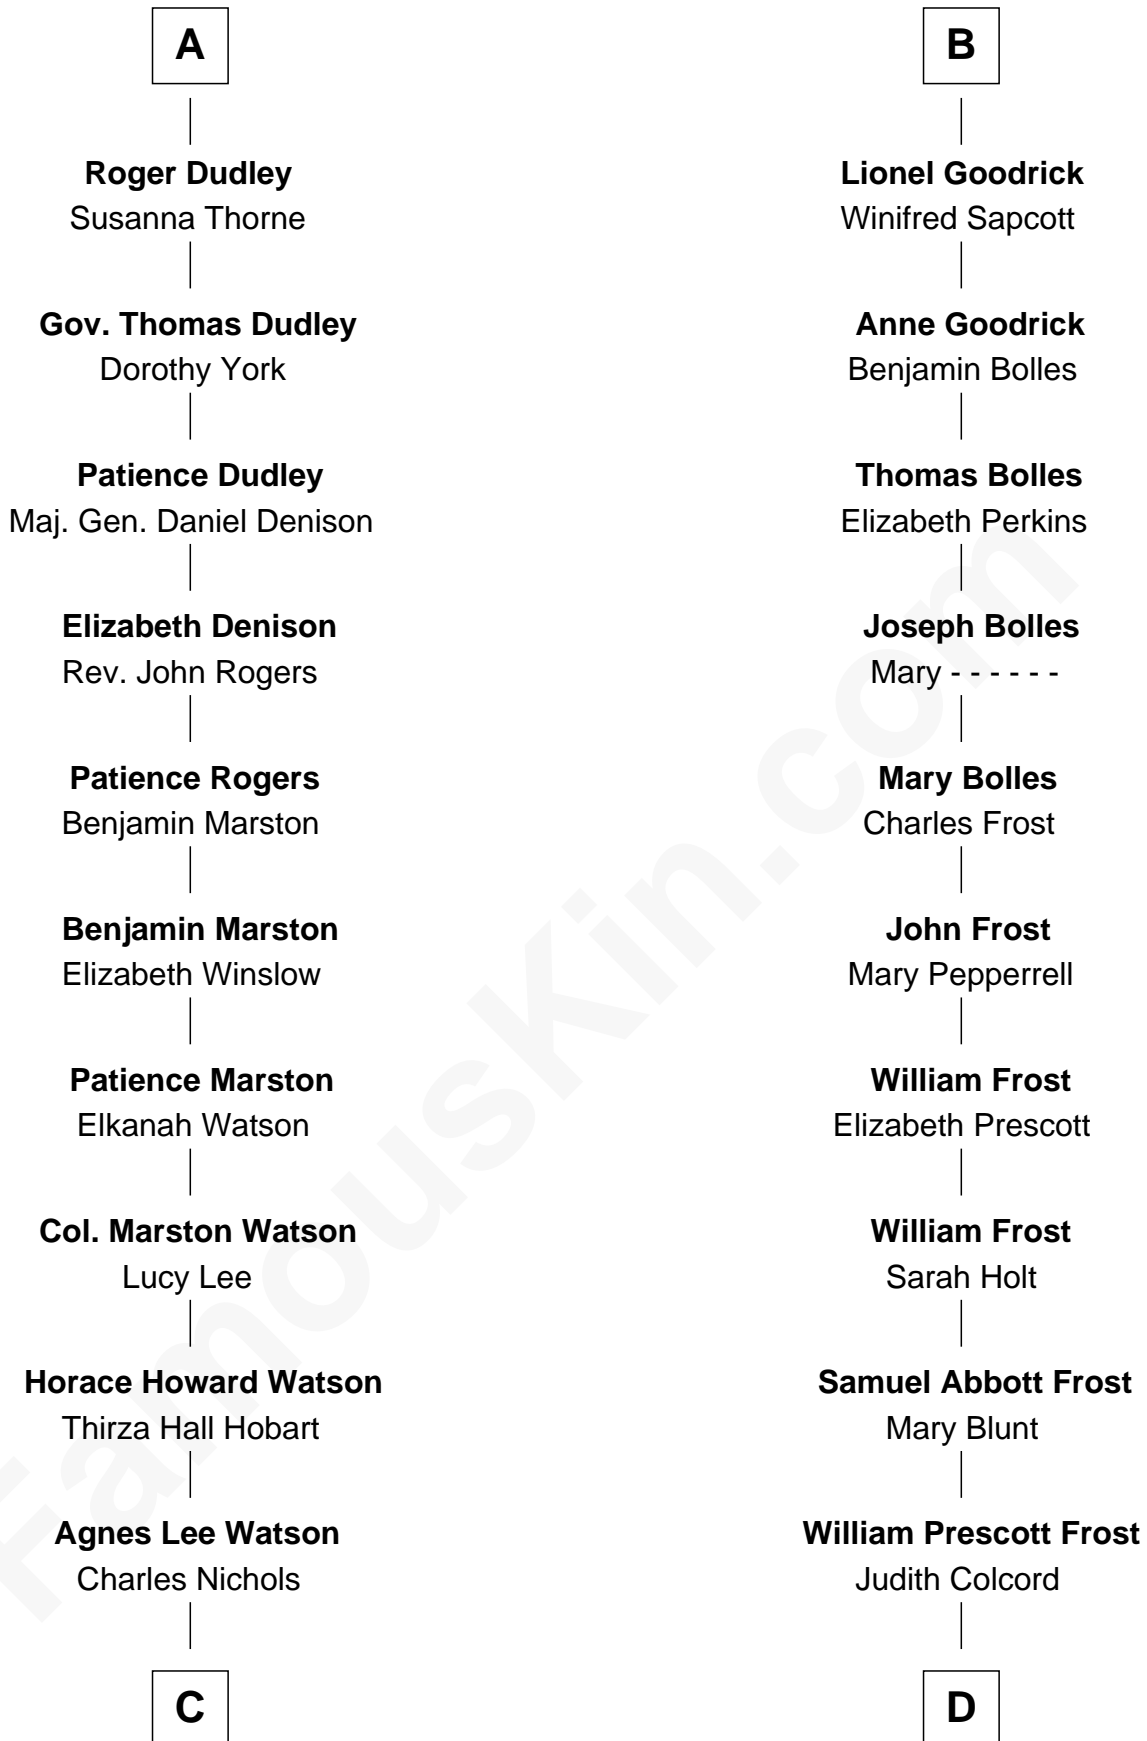 A
Roger Dudley
Susanna Thorne
Gov. Thomas Dudley
Dorothy York
Patience Dudley
Maj. Gen. Daniel Denison
Elizabeth Denison
Rev. John Rogers
Patience Rogers
Benjamin Marston
Benjamin Marston
Elizabeth Winslow
Patience Marston
Elkanah Watson
Col. Marston Watson
Lucy Lee
Horace Howard Watson
Thirza Hall Hobart
Agnes Lee Watson
Charles Nichols
C
B
Lionel Goodrick
Winifred Sapcott
Anne Goodrick
Benjamin Bolles
Thomas Bolles
Elizabeth Perkins
Joseph Bolles
Mary - - - - - -
Mary Bolles
Charles Frost
John Frost
Mary Pepperrell
William Frost
Elizabeth Prescott
William Frost
Sarah Holt
Samuel Abbott Frost
Mary Blunt
William Prescott Frost
Judith Colcord
D
FamousKin.com